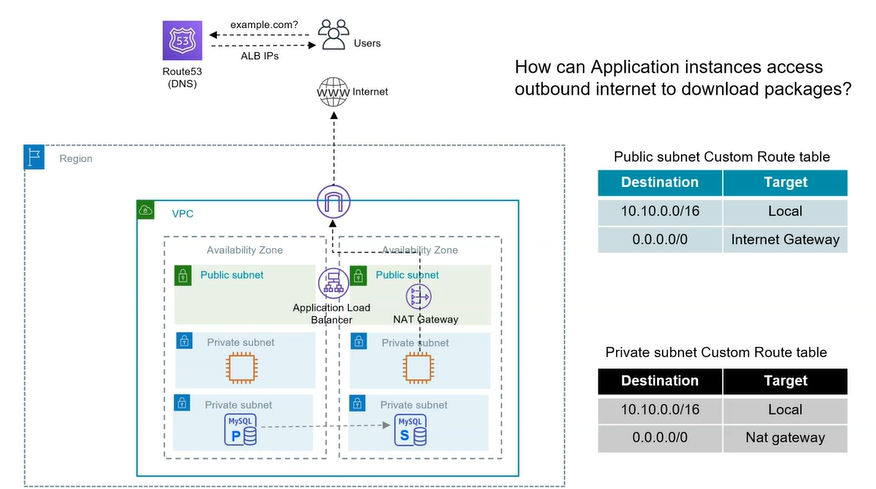 example.com?
53
Users
ALB IPs
Route53
(DNS)
WWW
Internet
How can Application instances access
outbound internet to download packages?
Region
Public subnet Custom Route table
Destination Target
10.10.0.0/16 Local
0.0.0.0/0 Internet Gateway
VPC
Availability Zone
Availability Zone
Public subnet
Public subnet
Application Load
Balancer
NAT Gateway
Private subnet
Private subnet
Private subnet Custom Route table
Destination Target
10.10.0.0/16 Local
0.0.0.0/0 Nat gateway
Private subnet
Private subnet
MySQL
P
MySQL
S